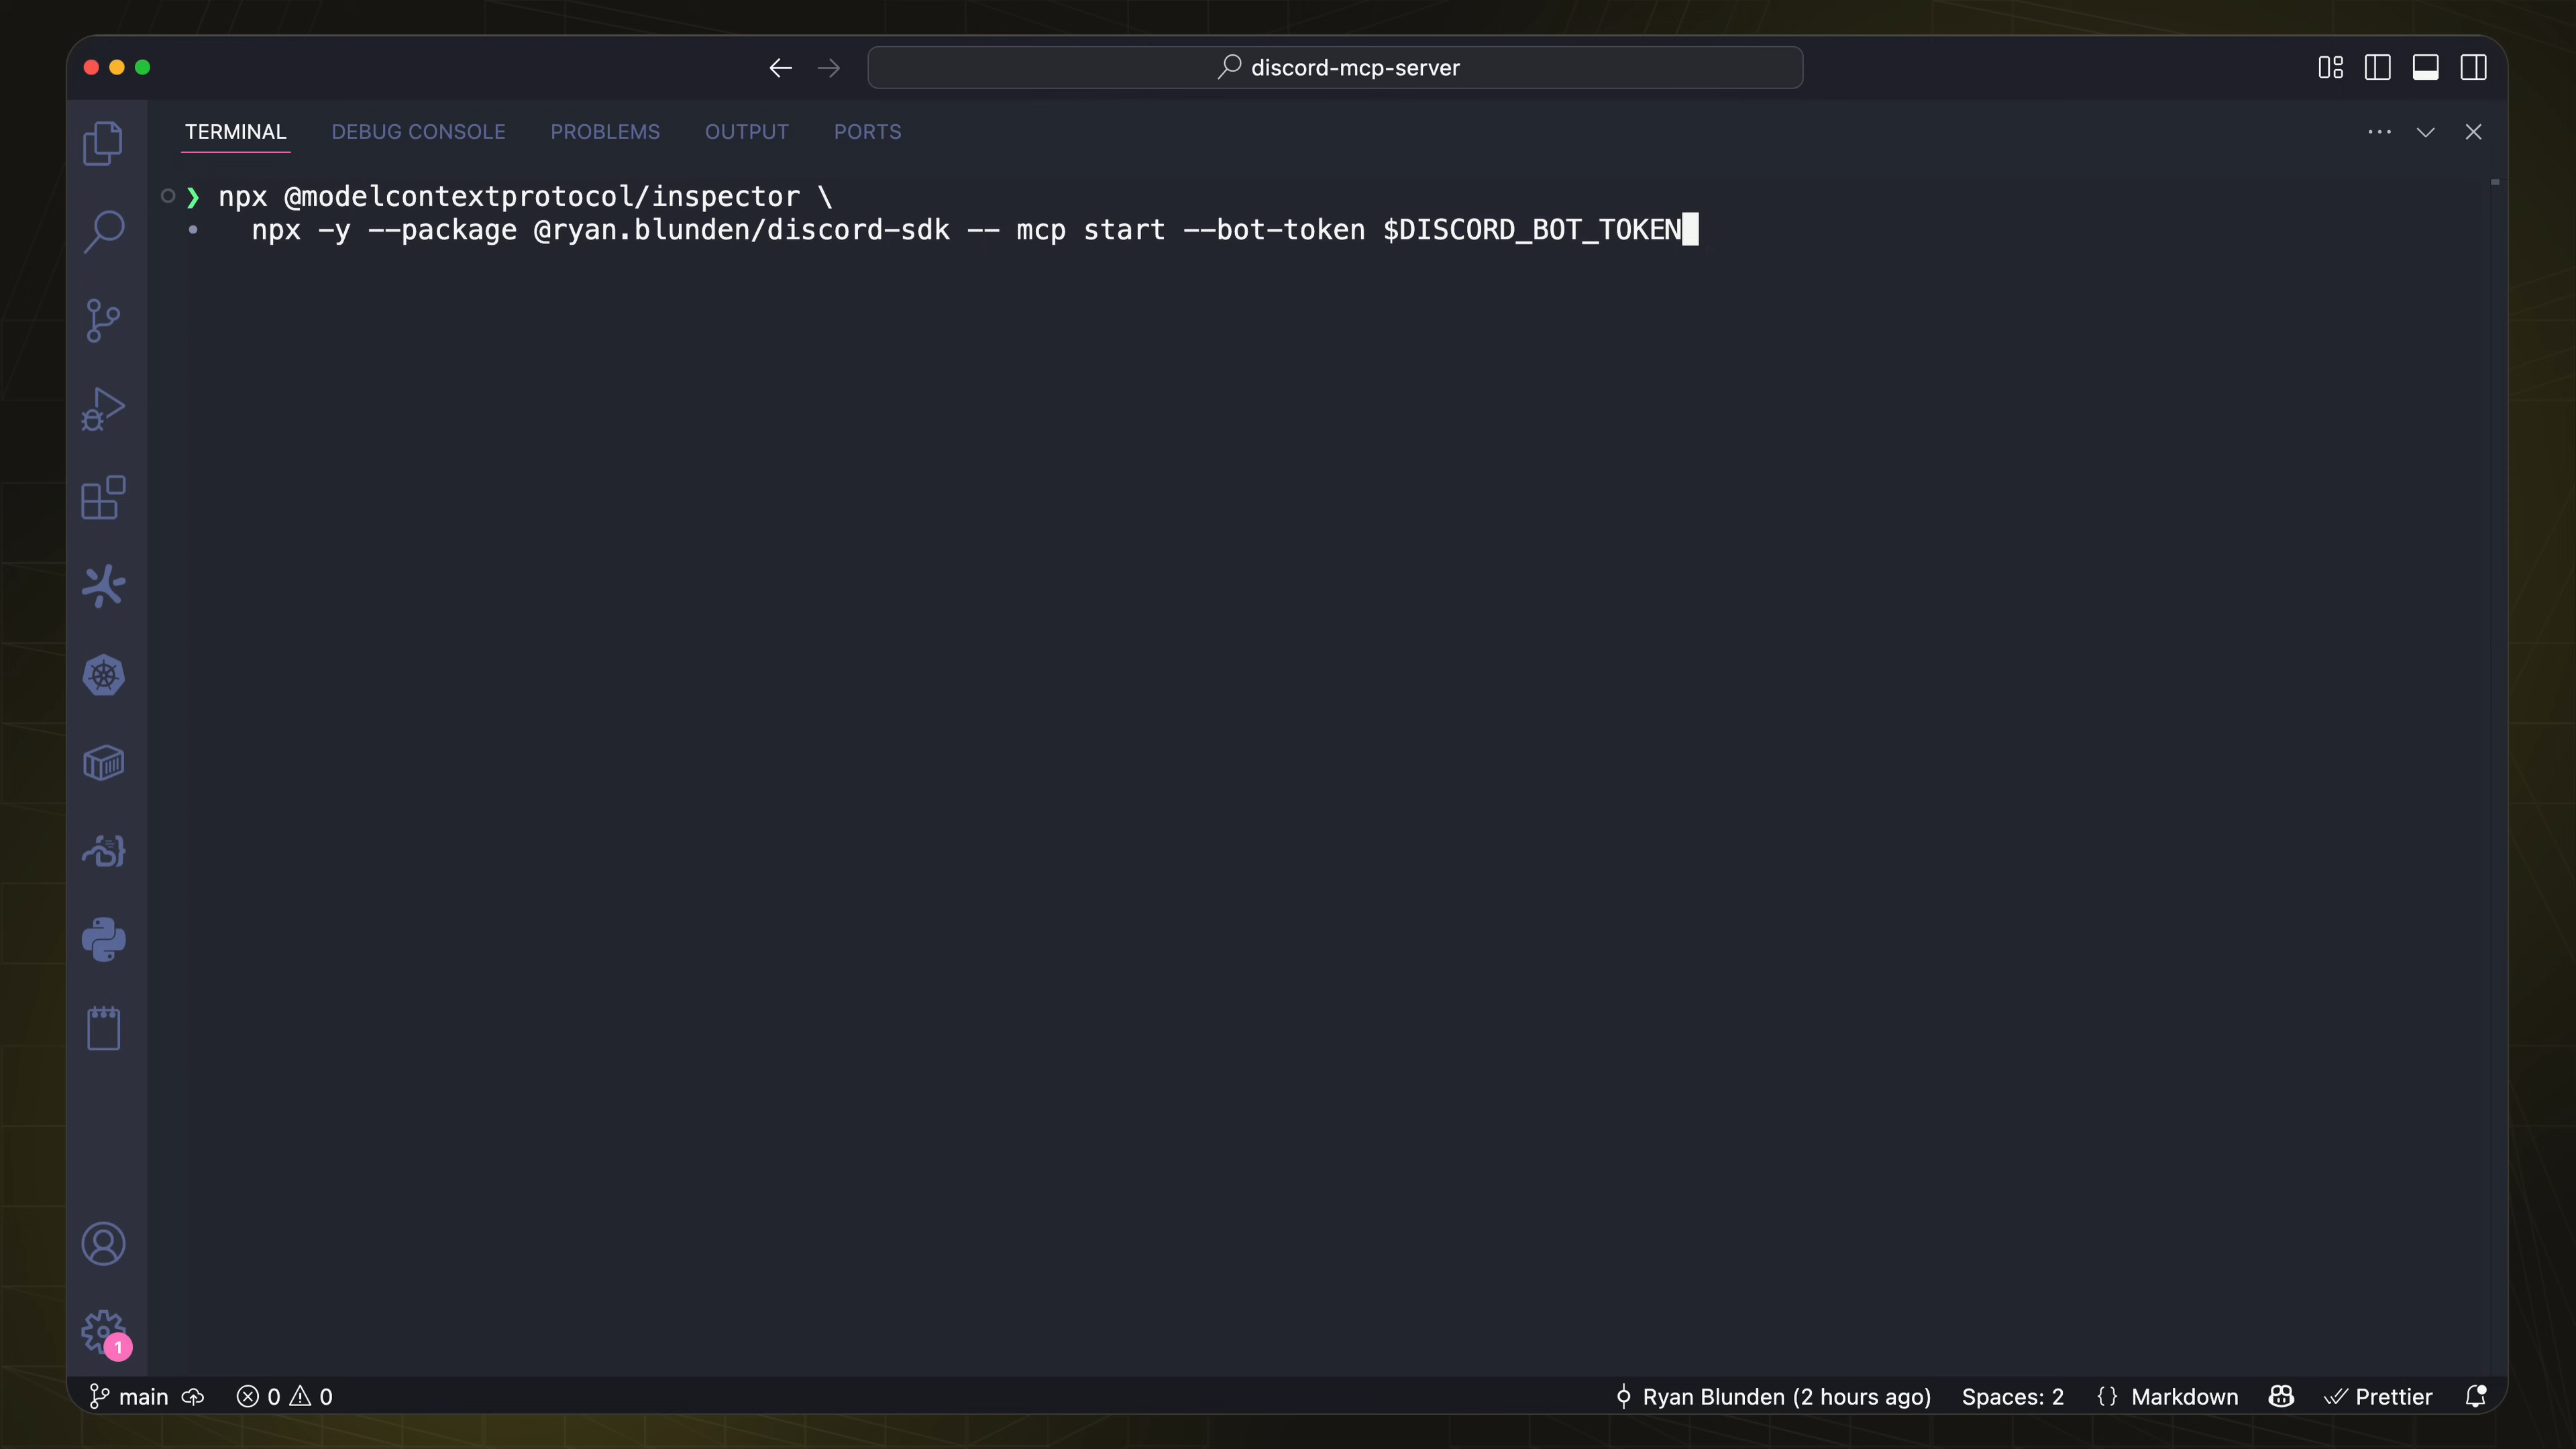 discord-mcp-server
TERMINAL DEBUG CONSOLE PROBLEMS OUTPUT PORTS
❯ npx @modelcontextprotocol/inspector \
npx -y --package @ryan.blunden/discord-sdk -- mcp start --bot-token $DISCORD_BOT_TOKEN
1
main 0 0 Ryan Blunden (2 hours ago) Spaces: 2 {} Markdown Prettier